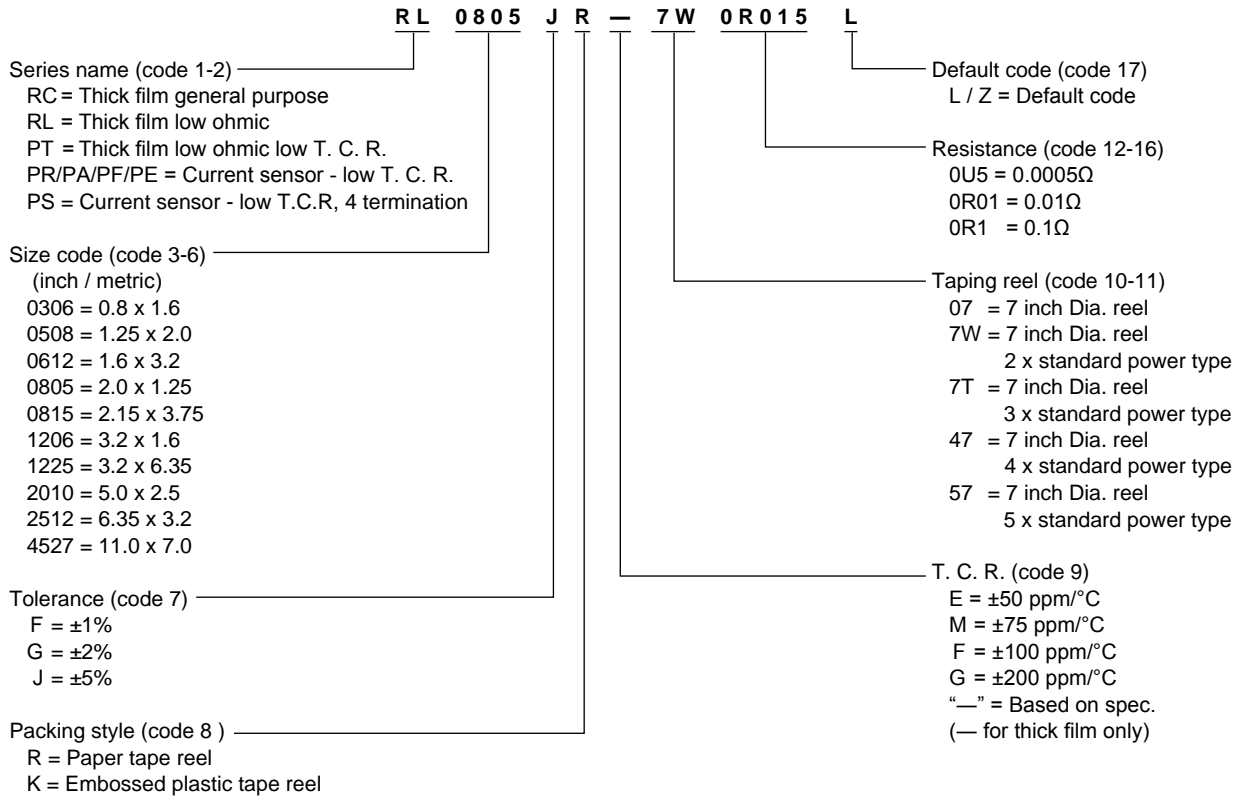 RL 0805 J R — 7W 0R015 L
Series name (code 1-2)
RC = Thick film general purpose
RL = Thick film low ohmic
PT = Thick film low ohmic low T. C. R.
PR/PA/PF/PE = Current sensor - low T. C. R.
PS = Current sensor - low T.C.R, 4 termination
Size code (code 3-6)
(inch / metric)
0306 = 0.8 x 1.6
0508 = 1.25 x 2.0
0612 = 1.6 x 3.2
0805 = 2.0 x 1.25
0815 = 2.15 x 3.75
1206 = 3.2 x 1.6
1225 = 3.2 x 6.35
2010 = 5.0 x 2.5
2512 = 6.35 x 3.2
4527 = 11.0 x 7.0
Tolerance (code 7)
F = ±1%
G = ±2%
J = ±5%
Packing style (code 8 )
R = Paper tape reel
K = Embossed plastic tape reel
Default code (code 17)
L / Z = Default code
Resistance (code 12-16)
0U5 = 0.0005Ω
0R01 = 0.01Ω
0R1 = 0.1Ω
Taping reel (code 10-11)
07 = 7 inch Dia. reel
7W = 7 inch Dia. reel
2 x standard power type
7T = 7 inch Dia. reel
3 x standard power type
47 = 7 inch Dia. reel
4 x standard power type
57 = 7 inch Dia. reel
5 x standard power type
T. C. R. (code 9)
E = ±50 ppm/°C
M = ±75 ppm/°C
F = ±100 ppm/°C
G = ±200 ppm/°C
“—” = Based on spec.
(— for thick film only)